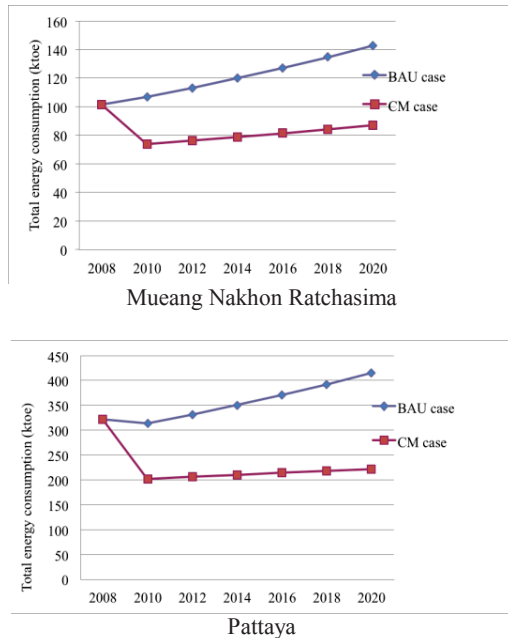 Total energy consumption (ktoe)
160
140
120
100
80
60
40
20
0
2008 2010 2012 2014 2016 2018 2020
BAU case
CM case
Mueang Nakhon Ratchasima
Total energy consumption (ktoe)
450
400
350
300
250
200
150
100
50
0
2008 2010 2012 2014 2016 2018 2020
BAU case
CM case
Pattaya